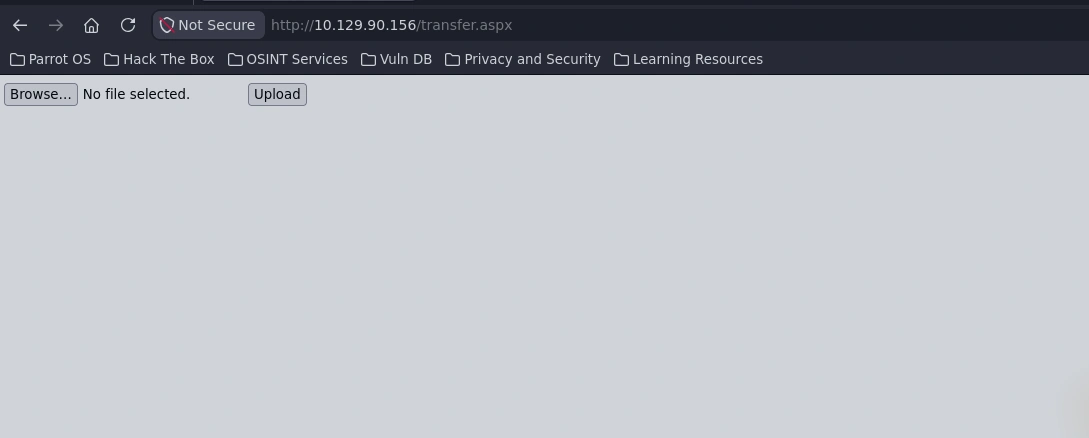 Not Secure http://10.129.90.156/transfer.aspx
Parrot OS Hack The Box OSINT Services Vuln DB Privacy and Security Learning Resources
Browse... No file selected. Upload